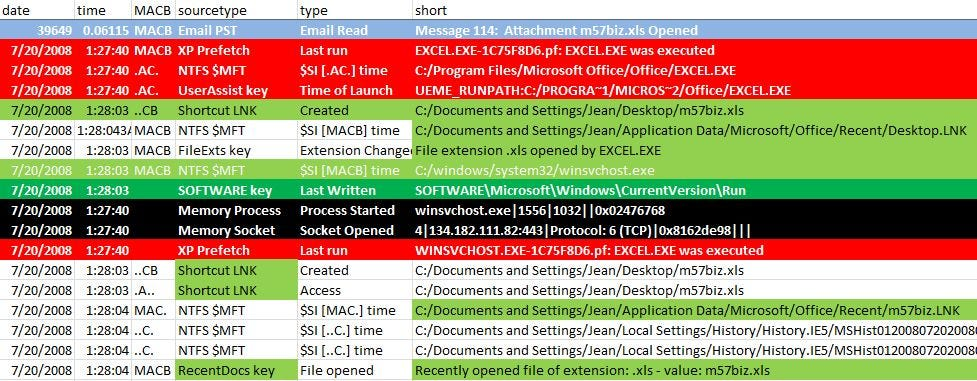 date time MACB sourcetype type short
39649 0.06115 MACB Email PST Email Read Message 114: Attachment m57biz.xls Opened
7/20/2008 1:27:40 MACB XP Prefetch Last run EXCEL.EXE-1C75F8D6.pf: EXCEL.EXE was executed
7/20/2008 1:27:40 .AC. NTFS $MFT $SI [.AC.] time C:/Program Files/Microsoft Office/Office/EXCEL.EXE
7/20/2008 1:27:40 .AC. UserAssist key Time of Launch UEME_RUNPATH:C:/PROGRA~1/MICROS~2/Office/EXCEL.EXE
7/20/2008 1:28:03 ..CB Shortcut LNK Created C:/Documents and Settings/Jean/Desktop/m57biz.xls
7/20/2008 1:28:043A MACB NTFS $MFT $SI [MACB] time C:/Documents and Settings/Jean/Application Data/Microsoft/Office/Recent/Desktop.LNK
7/20/2008 1:28:03 MACB FileExts key Extension Change File extension .xls opened by EXCEL.EXE
7/20/2008 1:28:03 MACB NTFS $MFT $SI [MACB] time C:/windows/system32/winsvchost.exe
7/20/2008 1:28:03 SOFTWARE key Last Written SOFTWARE\Microsoft\Windows\CurrentVersion\Run
7/20/2008 1:27:40 Memory Process Process Started winsvchost.exe|1556|1032||0x02476768
7/20/2008 1:27:40 Memory Socket Socket Opened 4|134.182.111.82:443|Protocol: 6 (TCP)|0x8162de98|||
7/20/2008 1:27:40 XP Prefetch Last run WINSVCHOST.EXE-1C75F8D6.pf: EXCEL.EXE was executed
7/20/2008 1:28:03 ..CB Shortcut LNK Created C:/Documents and Settings/Jean/Desktop/m57biz.xls
7/20/2008 1:28:03 .A.. Shortcut LNK Access C:/Documents and Settings/Jean/Desktop/m57biz.xls
7/20/2008 1:28:04 MAC. NTFS $MFT $SI [MAC.] time C:/Documents and Settings/Jean/Application Data/Microsoft/Office/Recent/m57biz.LNK
7/20/2008 1:28:04 ..C. NTFS $MFT $SI [..C.] time C:/Documents and Settings/Jean/Local Settings/History/History.IE5/MSHist0120080720200
7/20/2008 1:28:04 ..C. NTFS $MFT $SI [..C.] time C:/Documents and Settings/Jean/Local Settings/History/History.IE5/MSHist0120080720200
7/20/2008 1:28:04 MACB RecentDocs key File opened Recently opened file of extension: .xls - value: m57biz.xls